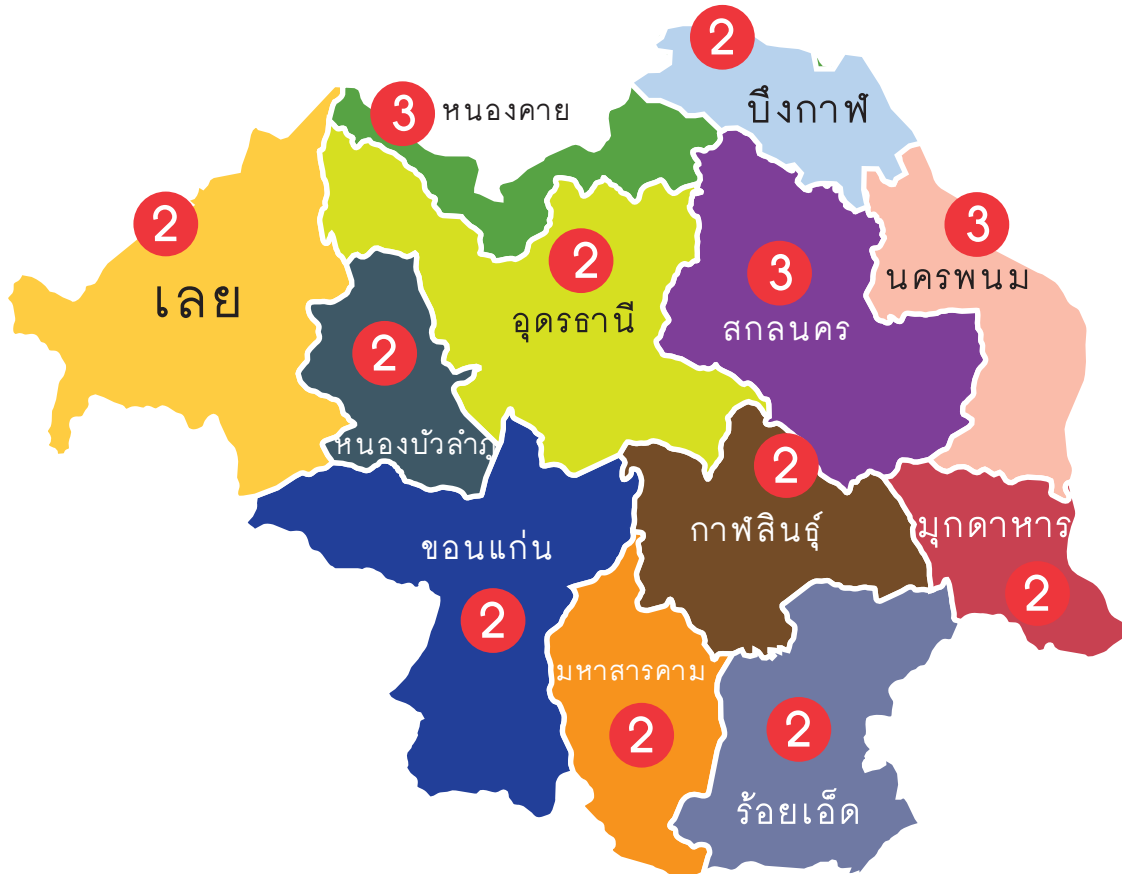 2
บึงกาฬ
3
หนองคาย
2
เลย
2
อุดรธานี
3
สกลนคร
3
นครพนม
2
หนองบัวลำภู
2
กาฬสินธุ์
มุกดาหาร
2
ขอนแก่น
2
มหาสารคาม
2
2
ร้อยเอ็ด